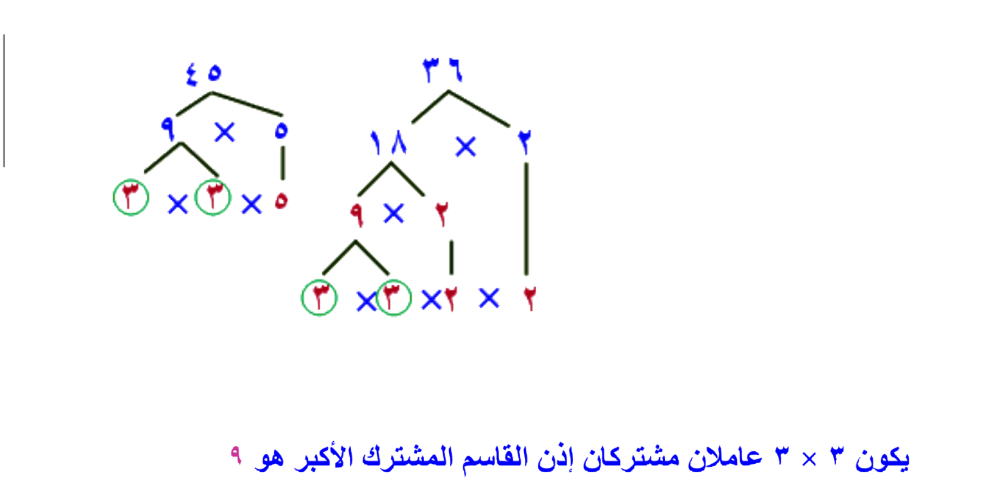 ٤٥ ٣٦
٩ × ٥
١٨ × ٢
٣ × ٣ × ٥
٩ × ٢
٣ × ٣ × ٢ × ٢
يكون ٣ × ٣ عاملان مشتركان إذن القاسم المشترك الأكبر هو ٩